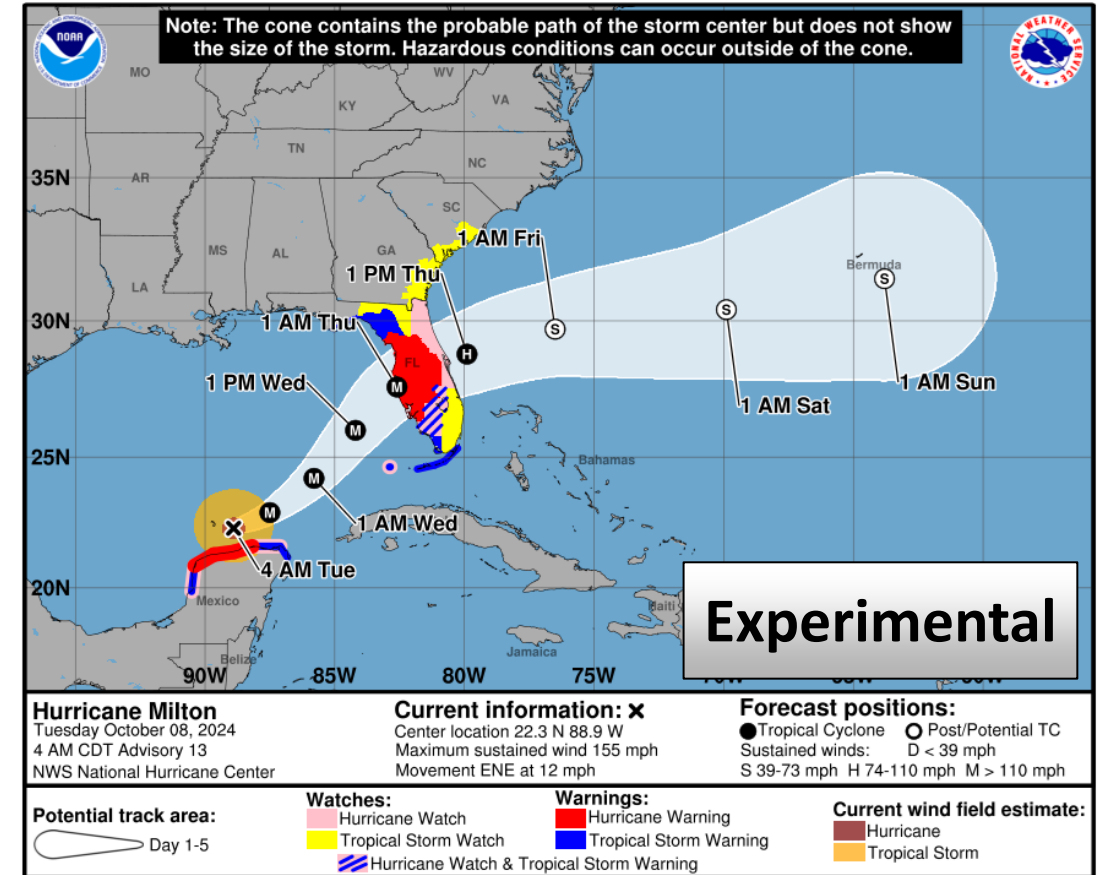 Note: The cone contains the probable path of the storm center but does not show
the size of the storm. Hazardous conditions can occur outside of the cone.
NOAA
NATIONAL WEATHER SERVICE
MO
WV
KY
VA
TN
NC
35N
AR
SC
1 AM Fri
MS
AL
GA
Bermuda
1 PM Thu
S
LA
S
30N
1 AM Thu
S
H
FL
1 PM Wed
M
1 AM Sun
1 AM Sat
M
25N
Bahamas
M
M
1 AM Wed
4 AM Tue
20N
Mexico
Haiti
Experimental
Jamaica
Belize
90W
85W
80W
75W
70W
65W
60W
Hurricane Milton
Tuesday October 08, 2024
4 AM CDT Advisory 13
NWS National Hurricane Center
Current information: x
Center location 22.3 N 88.9 W
Maximum sustained wind 155 mph
Movement ENE at 12 mph
Forecast positions:
Tropical Cyclone Post/Potential TC
Sustained winds: D < 39 mph
S 39-73 mph H 74-110 mph M > 110 mph
Potential track area:
Day 1-5
Watches:
Hurricane Watch
Tropical Storm Watch
Warnings:
Hurricane Warning
Tropical Storm Warning
Hurricane Watch & Tropical Storm Warning
Current wind field estimate:
Hurricane
Tropical Storm